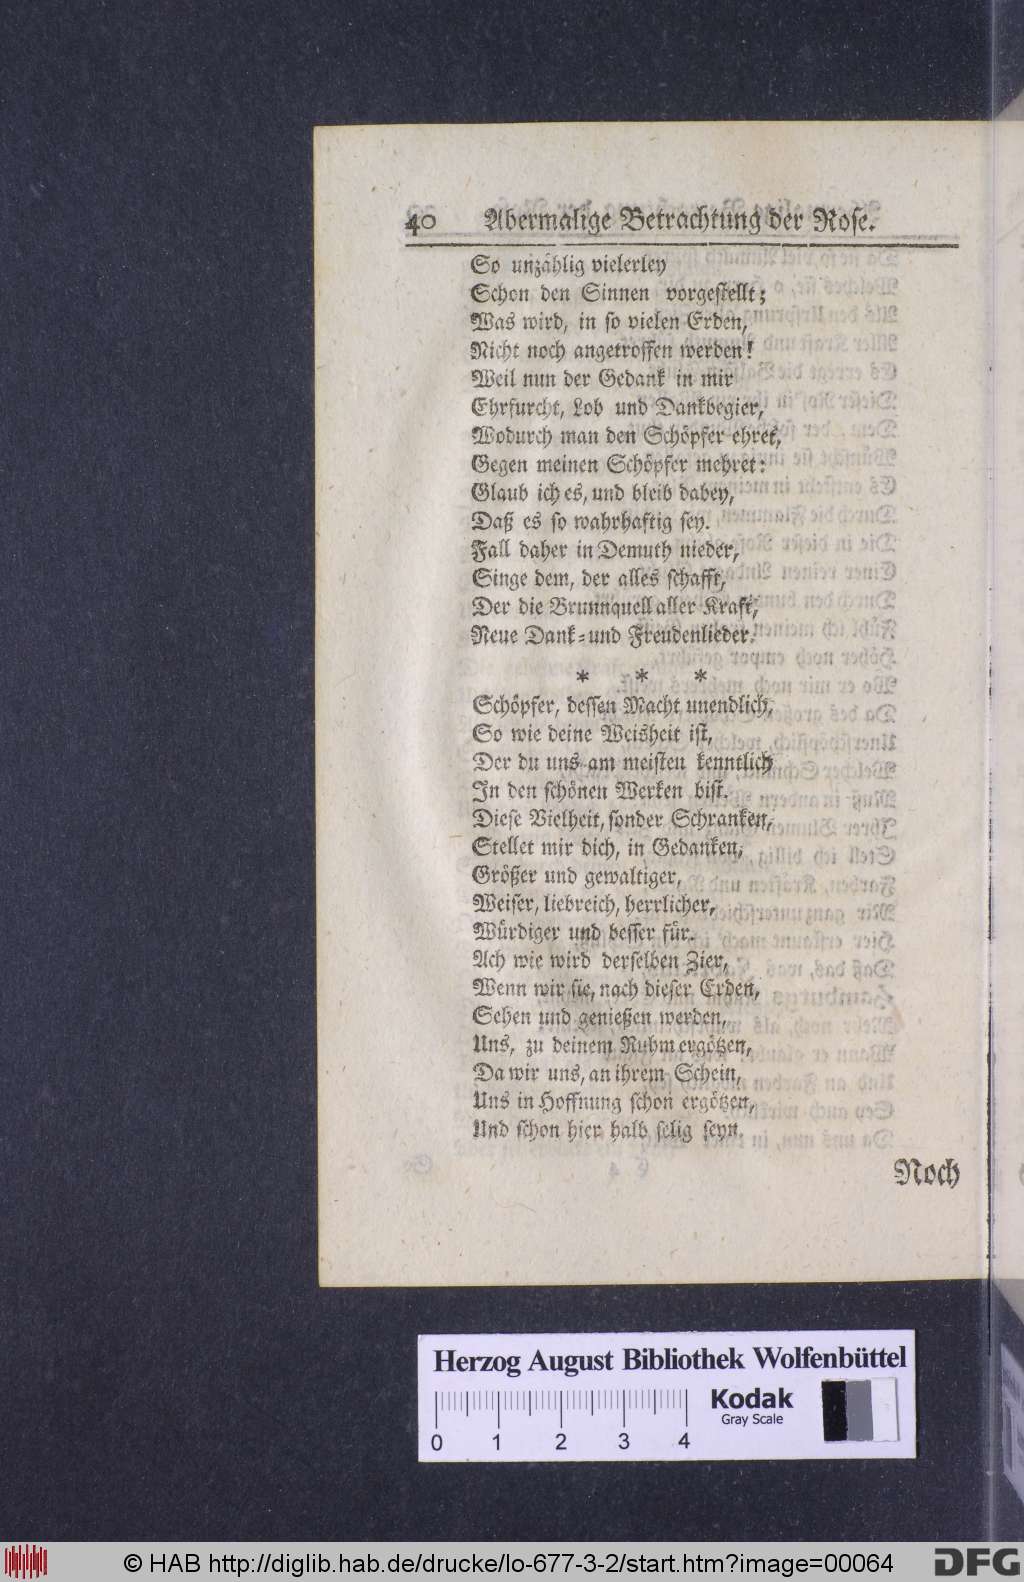 40 Abermalige Betrachtung der Rose.
So unzählig vielerley
Schon den Sinnen vorgestellt;
Was wird, in so vielen Erden,
Nicht noch angetroffen werden!
Weil nun der Gedank in mir
Ehrfurcht, Lob und Dankbegier,
Wodurch man den Schöpfer ehret,
Gegen meinen Schöpfer mehret:
Glaub ich es, und bleib dabey,
Daß es so wahrhaftig sey.
Fall daher in Demuth nieder,
Singe dem, der alles schafft,
Der die Brunnquell aller Kraft,
Neue Dank-und Freudenlieder.
* * *
Schöpfer, dessen Macht unendlich,
So wie deine Weisheit ist,
Der du uns am meisten kenntlich
In den schönen Werken bist.
Diese Vielheit, sonder Schranken,
Stellet mir dich, in Gedanken,
Größer und gewaltiger,
Weiser, liebreich, herrlicher,
Würdiger und besser für.
Ach wie wird derselben Zier,
Wenn wir sie, nach dieser Erden,
Sehen und genießen werden,
Uns, zu deinem Ruhm ergötzen,
Da wir uns, an ihrem Schein,
Uns in Hoffnung schon ergötzen,
Und schon hier halb selig seyn.
Noch
Herzog August Bibliothek Wolfenbüttel
Kodak
Gray Scale
0 1 2 3 4
© HAB http://diglib.hab.de/drucke/lo-677-3-2/start.htm?image=00064
DFG